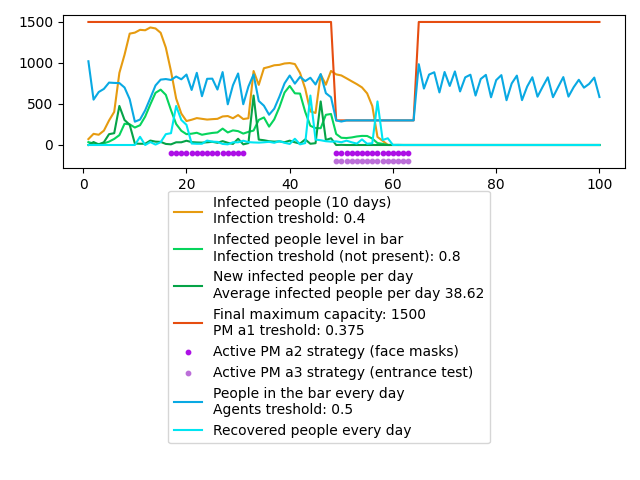 1500
1000
500
0
0 20 40 60 80 100
Infected people (10 days)
Infection treshold: 0.4
Infected people level in bar
Infection treshold (not present): 0.8
New infected people per day
Average infected people per day 38.62
Final maximum capacity: 1500
PM a1 treshold: 0.375
Active PM a2 strategy (face masks)
Active PM a3 strategy (entrance test)
People in the bar every day
Agents treshold: 0.5
Recovered people every day